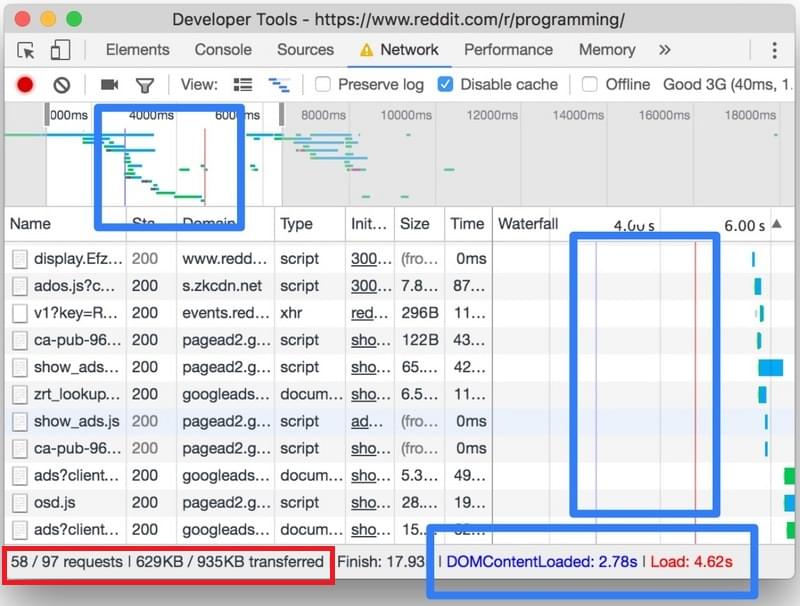 Developer Tools - https://www.reddit.com/r/programming/
Elements Console Sources Network Performance Memory »
View: Preserve log Disable cache Offline Good 3G (40ms, 1.
000ms 4000ms 6000ms 8000ms 10000ms 12000ms 14000ms 16000ms 18000ms
Name Sta... Domain Type Init... Size Time Waterfall 4.00 s 6.00 s
display.Efz... 200 www.redd... script 300... (fro... 0ms
ados.js?c... 200 s.zkcdn.net script 300... 7.8... 87...
v1?key=R... 200 events.red... xhr red... 296B 11...
ca-pub-96... 200 pagead2.g... script sho... 122B 43...
show_ads... 200 pagead2.g... script sho... 65.... 42...
zrt_lookup... 200 googleads... docum... sho... 6.5... 11...
show_ads.js 200 pagead2.g... script ad... (fro... 0ms
ca-pub-96... 200 pagead2.g... script sho... (fro... 0ms
ads?client... 200 googleads... docum... sho... 5.3... 49...
osd.js 200 pagead2.g... script sho... 28.... 19...
ads?client... 200 googleads... docum... sho... 15....
58 / 97 requests | 629KB / 935KB transferred Finish: 17.93 | DOMContentLoaded: 2.78s | Load: 4.62s